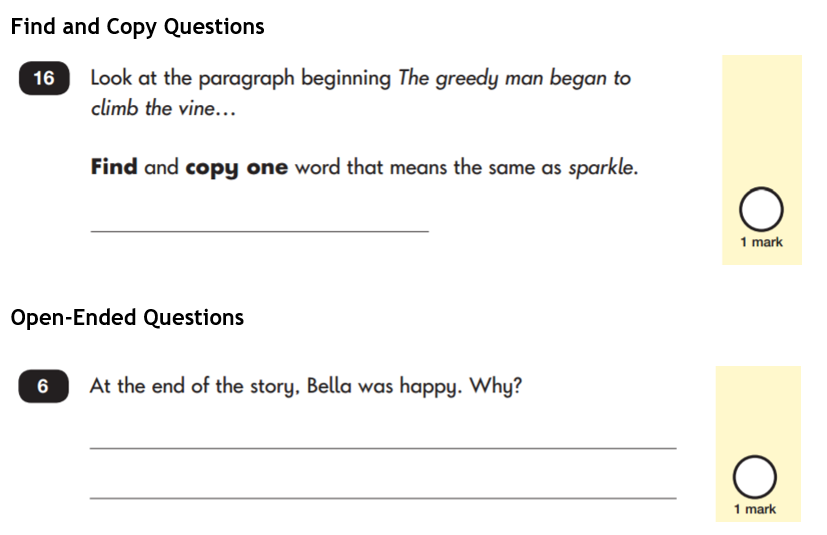 Find and Copy Questions
16 Look at the paragraph beginning The greedy man began to
climb the vine...
Find and copy one word that means the same as sparkle.
1 mark
Open-Ended Questions
6 At the end of the story, Bella was happy. Why?
1 mark